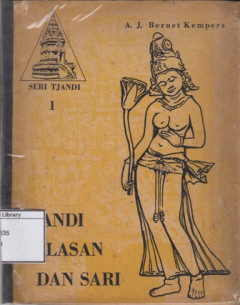 A. J. Bernet Kempers
SERI TJANDI
1
Library
ANDI
LASAN
DAN SARI